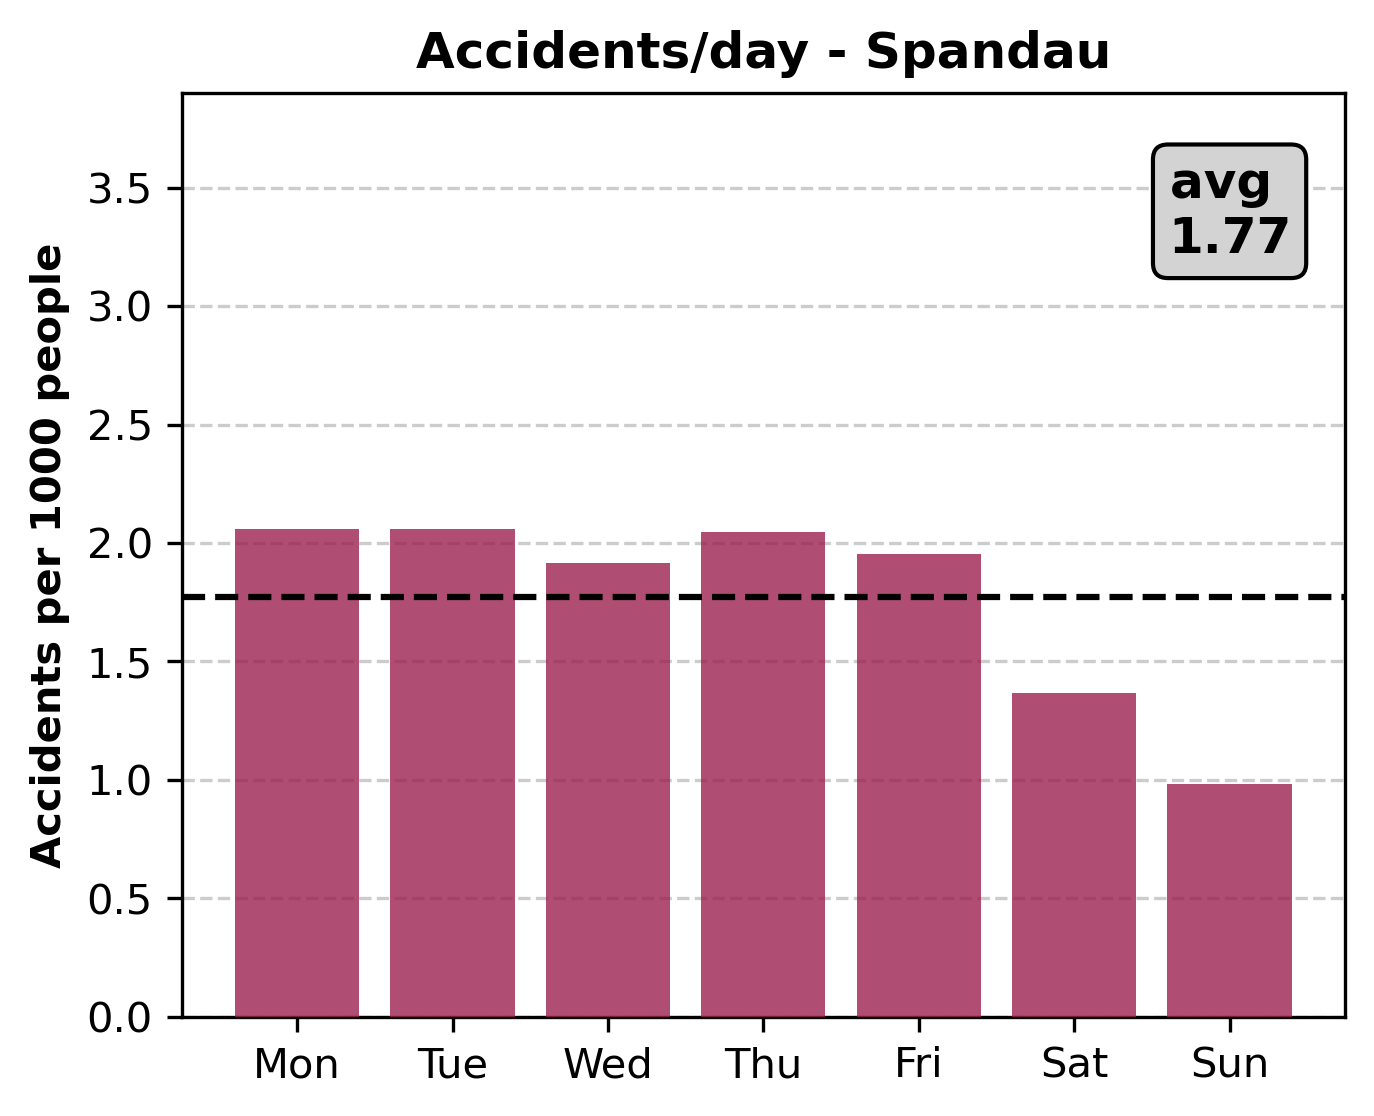 Accidents/day - Spandau
avg
1.77
Accidents per 1000 people
3.5
3.0
2.5
2.0
1.5
1.0
0.5
0.0
Mon Tue Wed Thu Fri Sat Sun